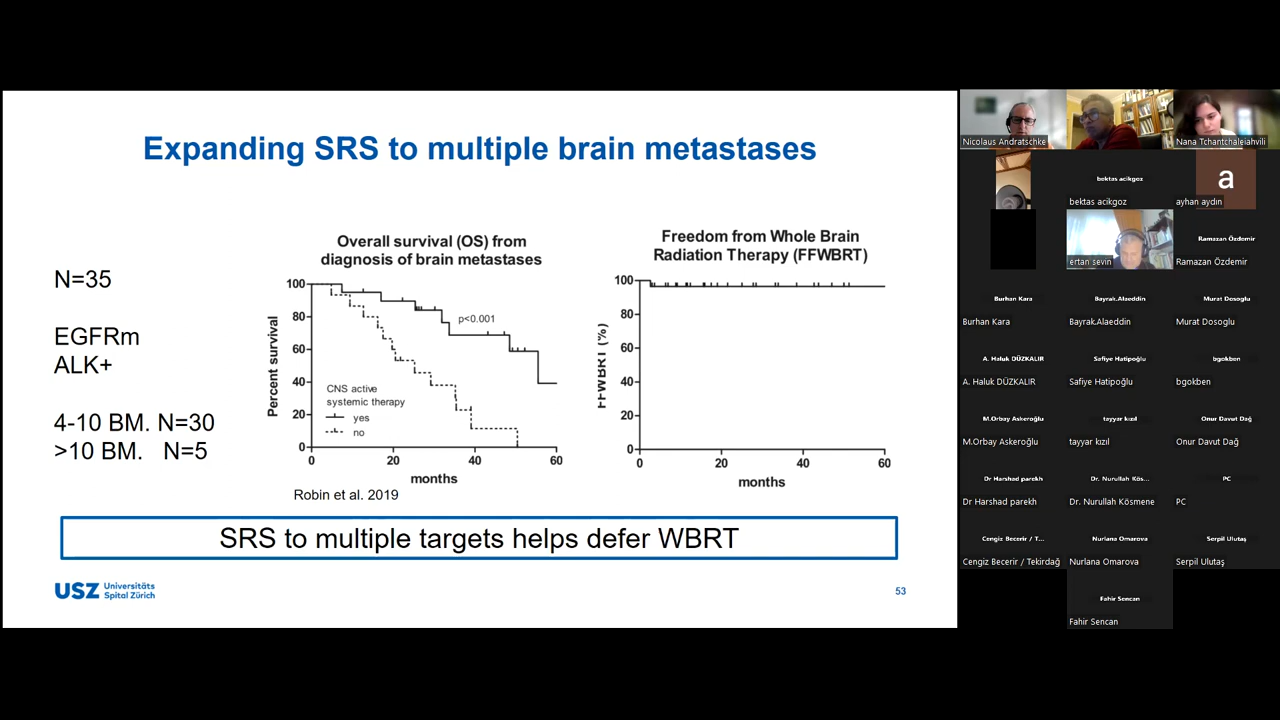 Expanding SRS to multiple brain metastases
N=35
EGFRm
ALK+
4-10 BM. N=30
>10 BM. N=5
Overall survival (OS) from
diagnosis of brain metastases
Percent survival
100
80
60
40
20
0
p<0.001
CNS active
systemic therapy
yes
no
0 20 40 60
months
Robin et al. 2019
Freedom from Whole Brain
Radiation Therapy (FFWBRT)
FFWBRT (%)
100
80
60
40
20
0
0 20 40 60
months
SRS to multiple targets helps defer WBRT
USZ Universitäts
Spital Zürich
53
Nicolaus Andratschke
Nana Tchantchaleiahvili
bektas acikgoz
bektas acikgoz
a
ayhan aydın
ertan sevin
Ramazan Özdemir
Ramazan Özdemir
Burhan Kara
Burhan Kara
Bayrak.Alaeddin
Bayrak.Alaeddin
Murat Dosoglu
Murat Dosoglu
A. Haluk DÜZKALIR
A. Haluk DÜZKALIR
Safiye Hatipoğlu
Safiye Hatipoğlu
bgokben
bgokben
M.Orbay Askeroğlu
M.Orbay Askeroğlu
tayyar kızıl
tayyar kızıl
Onur Davut Dağ
Onur Davut Dağ
Dr Harshad parekh
Dr Harshad parekh
Dr. Nurullah Kös...
Dr. Nurullah Kösmene
PC
PC
Cengiz Becerir / T...
Cengiz Becerir / Tekirdağ
Nurlana Omarova
Nurlana Omarova
Serpil Ulutaş
Serpil Ulutaş
Fahir Sencan
Fahir Sencan